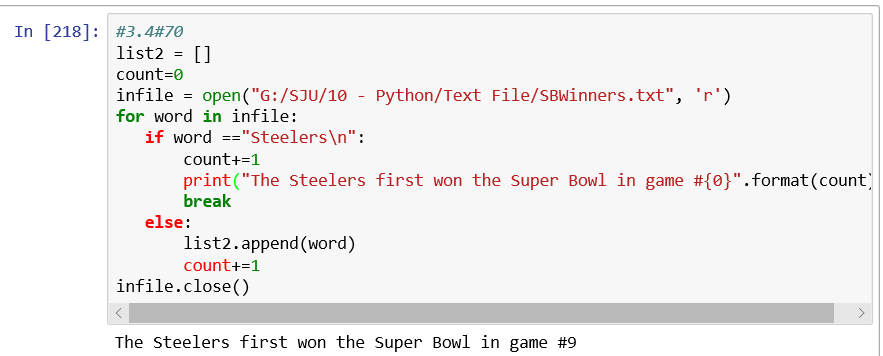 In [218]: #3.4#70
list2 = []
count=0
infile = open("G:/SJU/10 - Python/Text File/SBWinners.txt", 'r')
for word in infile:
   if word =="Steelers\n":
       count+=1
       print("The Steelers first won the Super Bowl in game #{0}".format(count)
       break
   else:
       list2.append(word)
       count+=1
infile.close()
The Steelers first won the Super Bowl in game #9